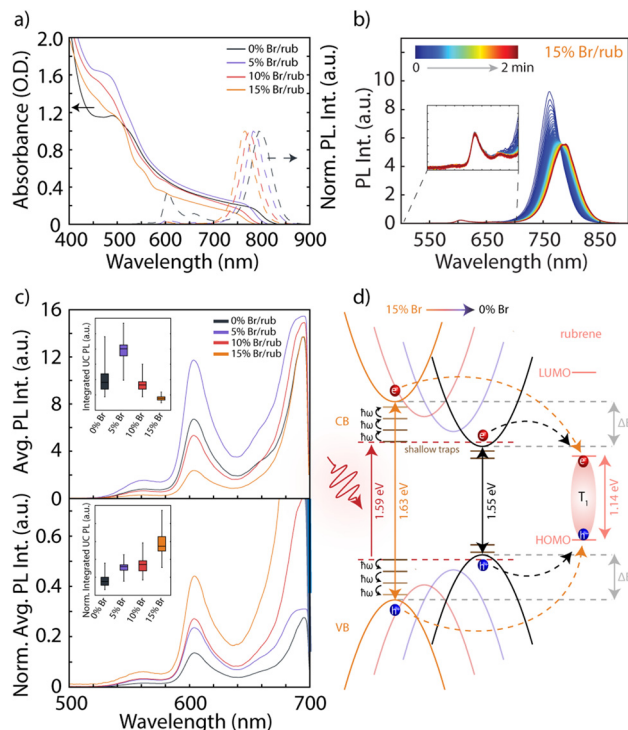 a)
Absorbance (O.D.)
2.0
1.6
1.2
0.8
0.4
0
400 500 600 700 800 900
Wavelength (nm)
Norm. PL. Int. (a.u.)
0% Br/rub
5% Br/rub
10% Br/rub
15% Br/rub
b)
PL Int. (a.u.)
10
8
6
4
2
0
550 650 750 850
Wavelength (nm)
15% Br/rub
0 2 min
c)
Avg. PL Int. (a.u.)
16
12
8
4
0
Integrated UC PL (a.u.)
0% Br
5% Br
10% Br
15% Br
0% Br/rub
5% Br/rub
10% Br/rub
15% Br/rub
Norm. Avg. PL Int. (a.u.)
0.6
0.4
0.2
0
Norm. Integrated UC PL (a.u.)
0% Br
5% Br
10% Br
15% Br
500 600 700
Wavelength (nm)
d)
15% Br 0% Br
rubrene
LUMO
CB
ħω
ħω
ħω
shallow traps
e
e
e
1.59 eV
1.63 eV
1.55 eV
T1
1.14 eV
HOMO
ħω
ħω
ħω
VB
h
h
h